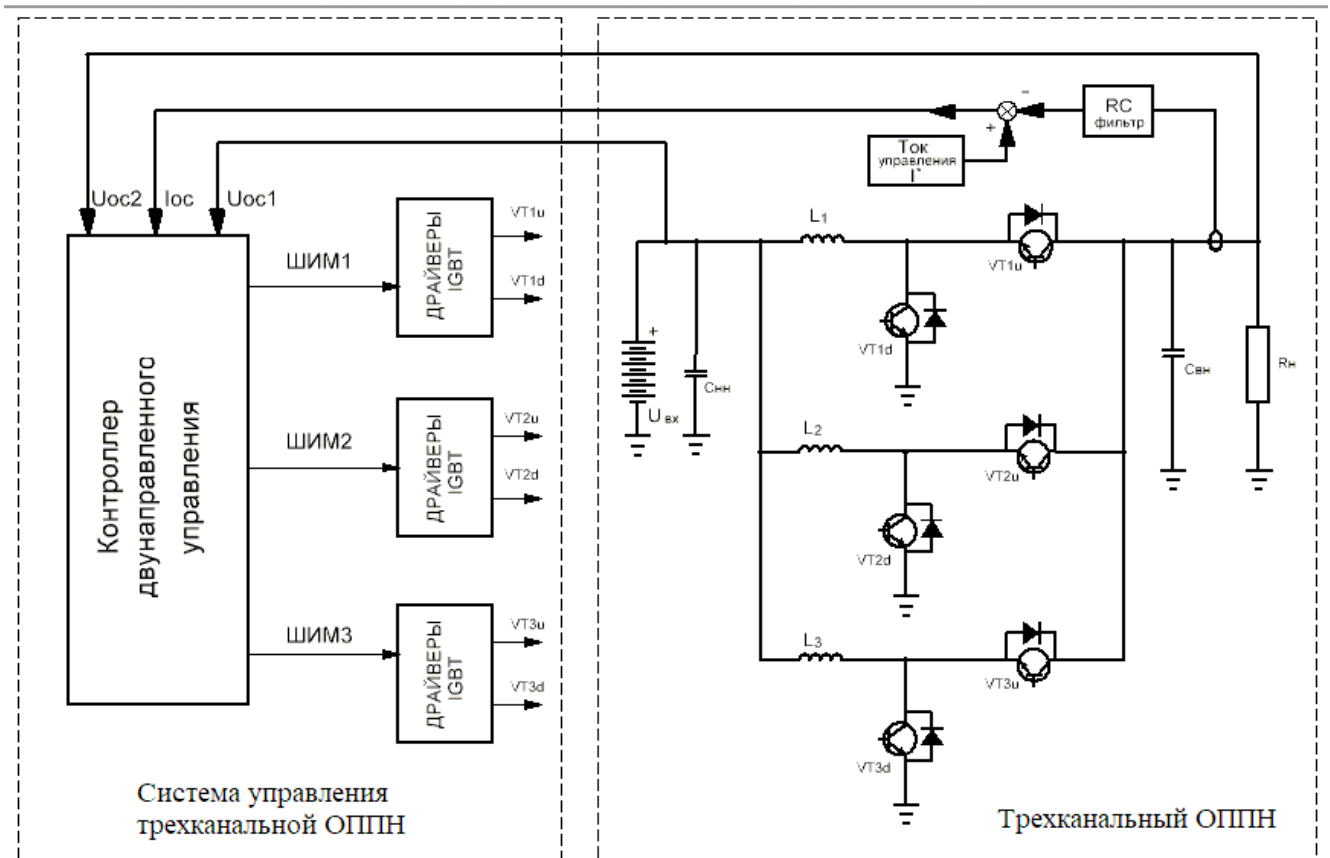 Uос2
Iос
Uос1
Контроллер
двунаправленного
управления
ШИМ1
ШИМ2
ШИМ3
ДРАЙВЕРЫ
IGBT
VT1u
VT1d
ДРАЙВЕРЫ
IGBT
VT2u
VT2d
ДРАЙВЕРЫ
IGBT
VT3u
VT3d
Система управления
трехканальной ОППН
RC
фильтр
−
+
Ток
управления
I*
L1
VT1u
VT1d
+
U вх
Cнн
L2
VT2u
VT2d
L3
VT3u
VT3d
Cвн
Rн
Трехканальный ОППН